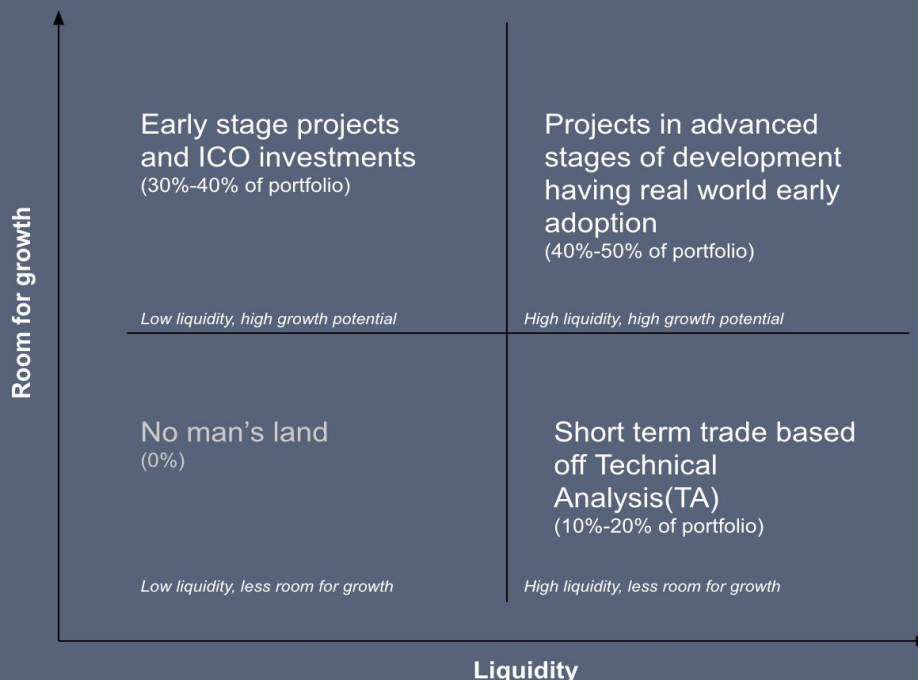 Room for growth
Early stage projects
and ICO investments
(30%-40% of portfolio)
Low liquidity, high growth potential
Projects in advanced
stages of development
having real world early
adoption
(40%-50% of portfolio)
High liquidity, high growth potential
No man's land
(0%)
Low liquidity, less room for growth
Short term trade based
off Technical
Analysis(TA)
(10%-20% of portfolio)
High liquidity, less room for growth
Liquidity